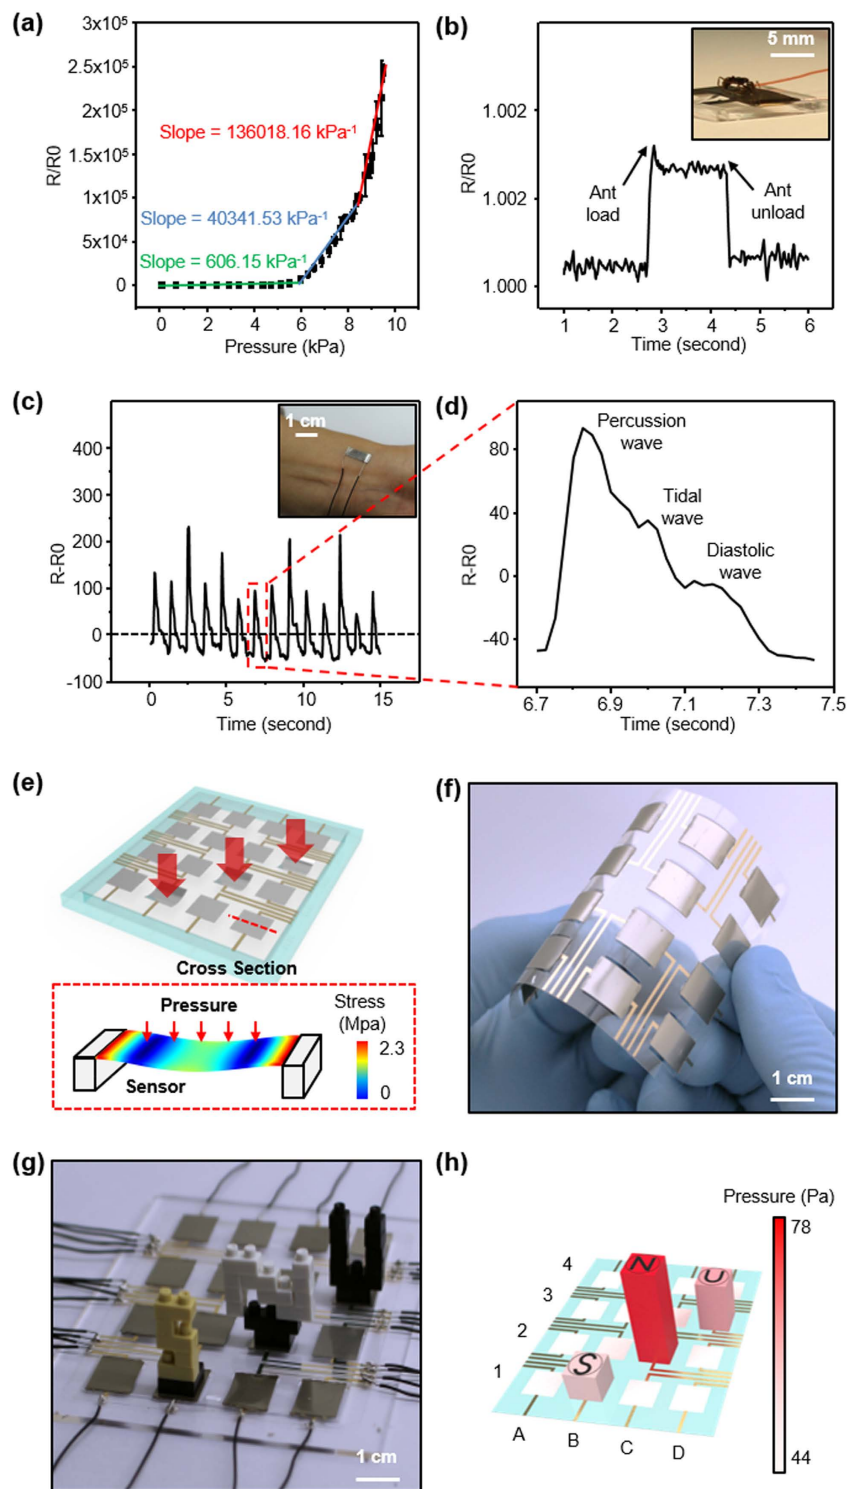 (a)
3x10⁵
2.5x10⁵
2x10⁵
1.5x10⁵
1x10⁵
5x10⁴
0
R/R0
Slope = 136018.16 kPa⁻¹
Slope = 40341.53 kPa⁻¹
Slope = 606.15 kPa⁻¹
0 2 4 6 8 10
Pressure (kPa)
(b)
5 mm
1.002
1.002
1.000
R/R0
Ant
load
Ant
unload
1 2 3 4 5 6
Time (second)
(c)
1 cm
400
300
200
100
0
-100
R-R0
0 5 10 15
Time (second)
(d)
Percussion
wave
Tidal
wave
Diastolic
wave
80
40
0
-40
R-R0
6.7 6.9 7.1 7.3 7.5
Time (second)
(e)
Cross Section
Pressure
Sensor
Stress
(Mpa)
2.3
0
(f)
1 cm
(g)
1 cm
(h)
Pressure (Pa)
78
44
4
3
2
1
N
U
S
A
B
C
D